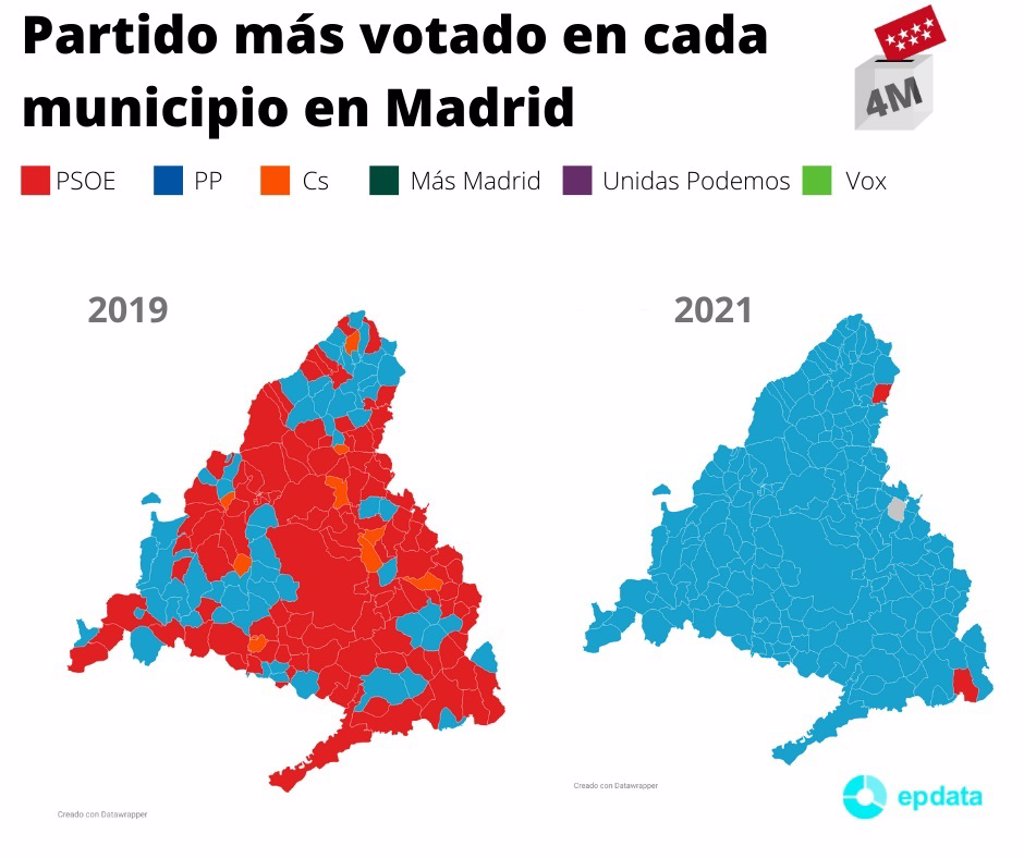 Partido más votado en cada
municipio en Madrid
4M
PSOE PP Cs Más Madrid Unidas Podemos Vox
2019 2021
Creado con Datawrapper
Creado con Datawrapper
epdata